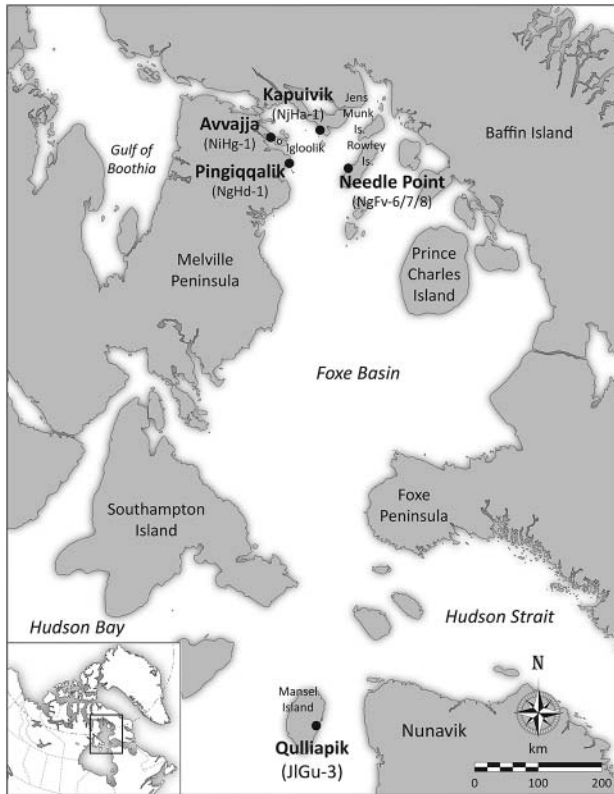 Kapuivik
(NjHa-1)
Jens
Munk
Is.
Avvajja
(NiHg-1)
Igloolik
Rowley
Is.
Baffin Island
Gulf of
Boothia
Pingiqqalik
(NgHd-1)
Needle Point
(NgFv-6/7/8)
Melville
Peninsula
Prince
Charles
Island
Foxe Basin
Southampton
Island
Foxe
Peninsula
Hudson Bay
Hudson Strait
Mansel
Island
N
Qulliapik
(JlGu-3)
Nunavik
km
0 100 200